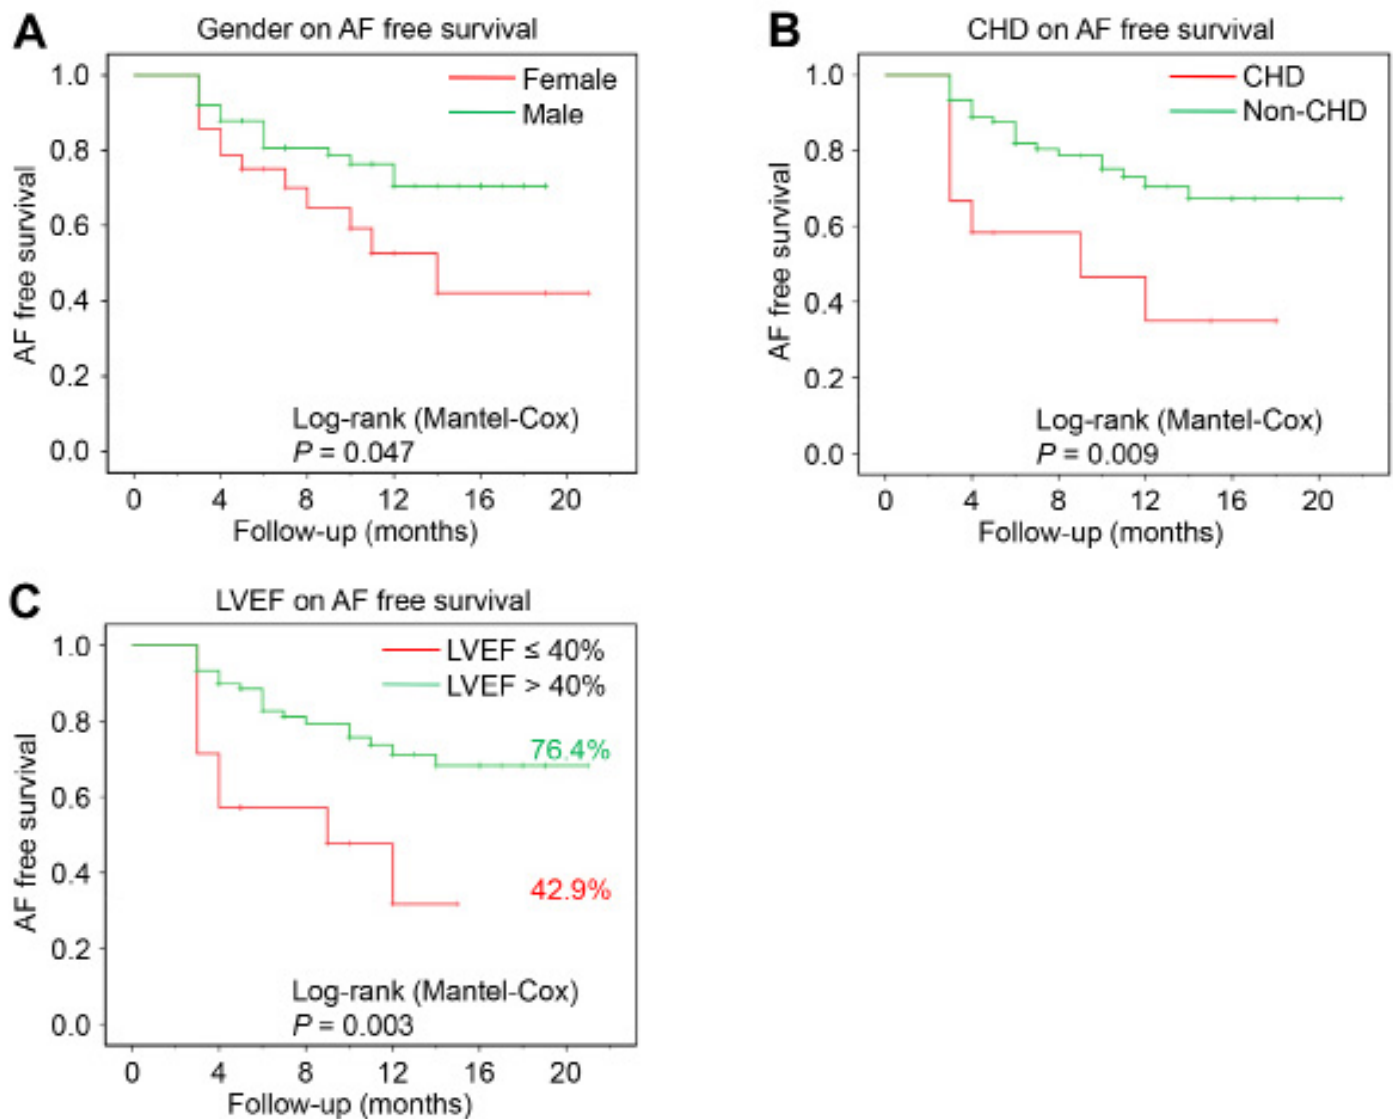 A
Gender on AF free survival
Female
Male
1.0
0.8
0.6
0.4
0.2
0.0
AF free survival
Log-rank (Mantel-Cox)
P = 0.047
0 4 8 12 16 20
Follow-up (months)
B
CHD on AF free survival
CHD
Non-CHD
1.0
0.8
0.6
0.4
0.2
0.0
AF free survival
Log-rank (Mantel-Cox)
P = 0.009
0 4 8 12 16 20
Follow-up (months)
C
LVEF on AF free survival
LVEF ≤ 40%
LVEF > 40%
1.0
0.8
0.6
0.4
0.2
0.0
AF free survival
76.4%
42.9%
Log-rank (Mantel-Cox)
P = 0.003
0 4 8 12 16 20
Follow-up (months)